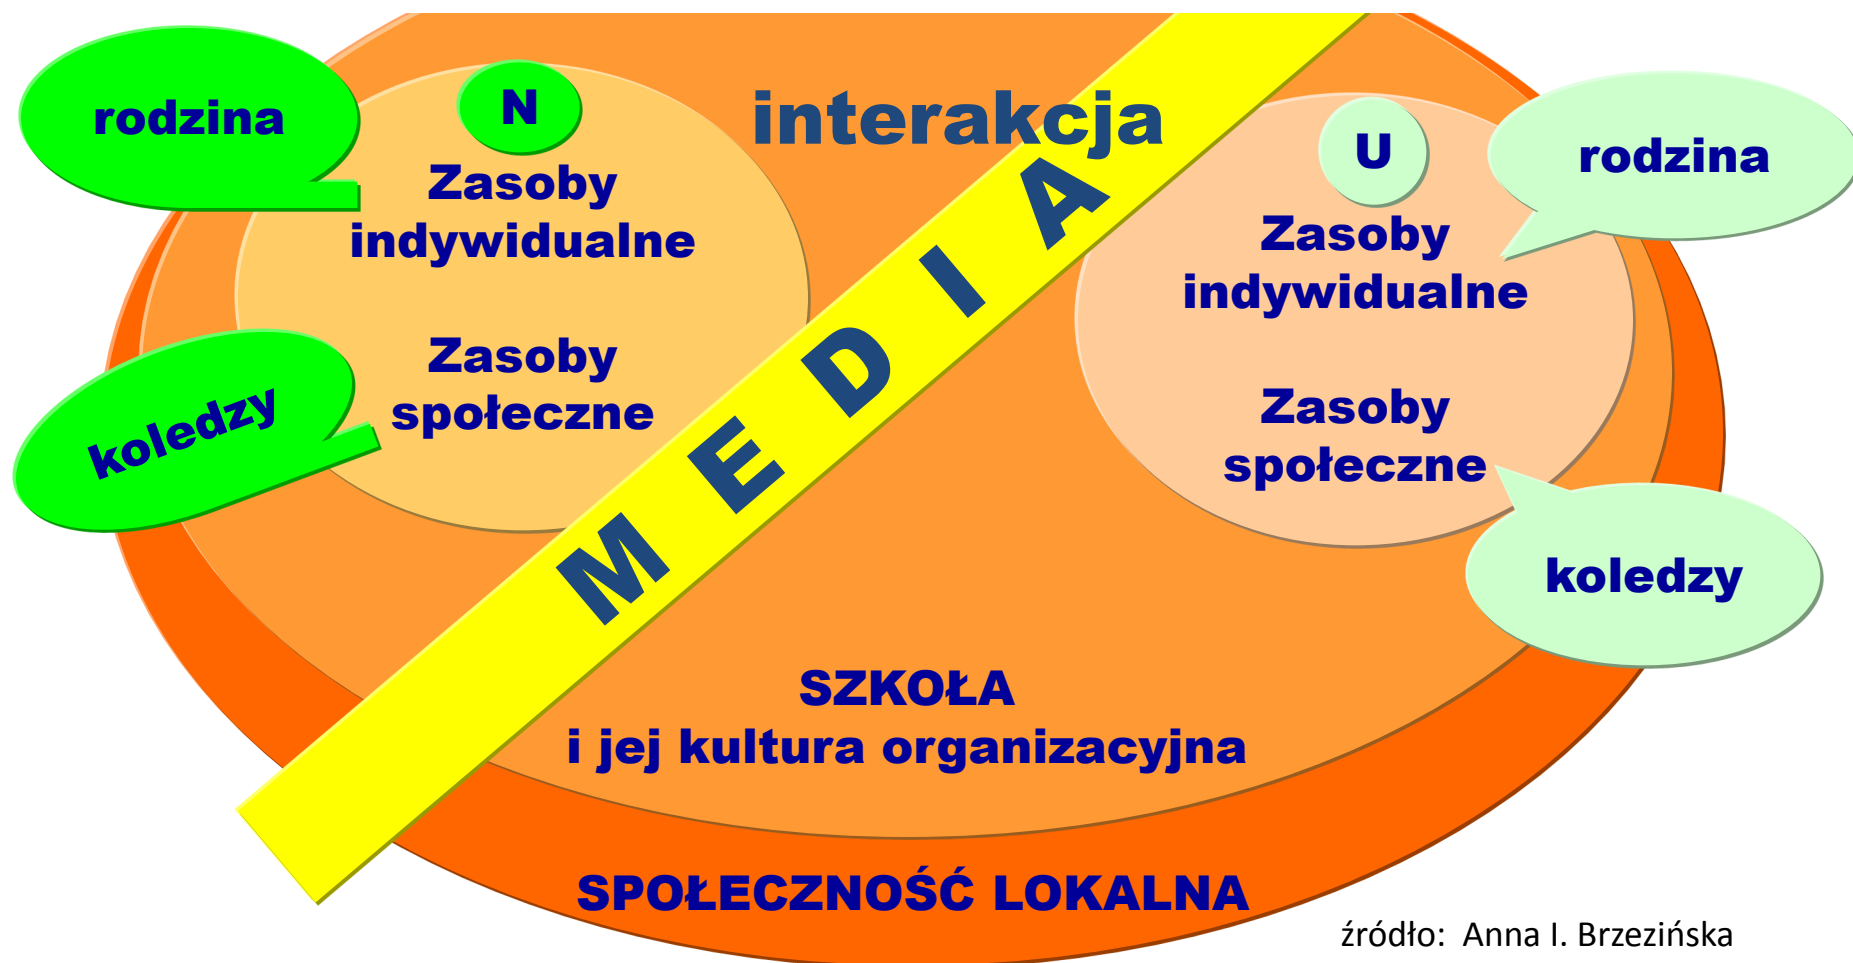 rodzina
N
Zasoby
indywidualne
Zasoby
społeczne
koledzy
interakcja
MEDIA
U
Zasoby
indywidualne
Zasoby
społeczne
rodzina
koledzy
SZKOŁA
i jej kultura organizacyjna
SPOŁECZNOŚĆ LOKALNA
źródło: Anna I. Brzezińska